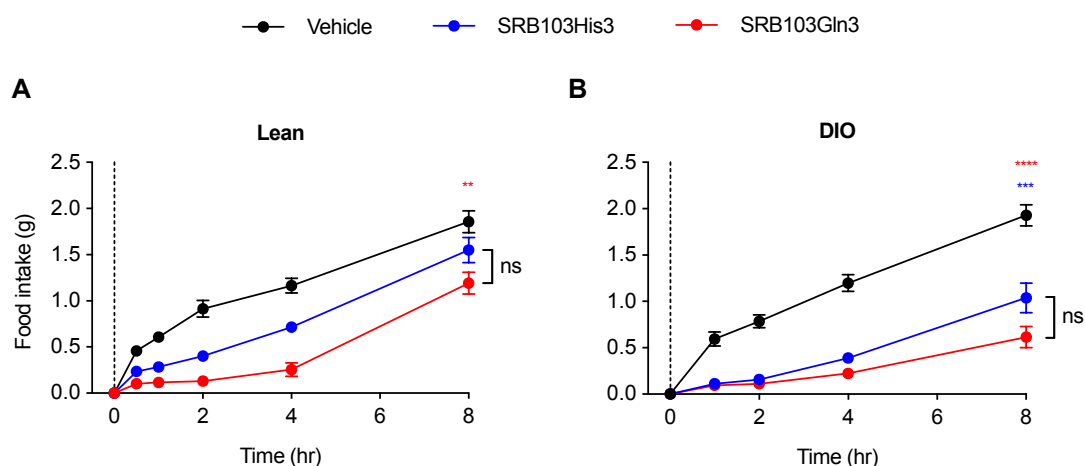 Vehicle SRB103His3 SRB103Gln3
A
Lean
Food intake (g)
2.5
2.0
1.5
1.0
0.5
0.0
**
ns
0 2 4 6 8
Time (hr)
B
DIO
2.5
2.0
1.5
1.0
0.5
0.0
****
***
ns
0 2 4 6 8
Time (hr)